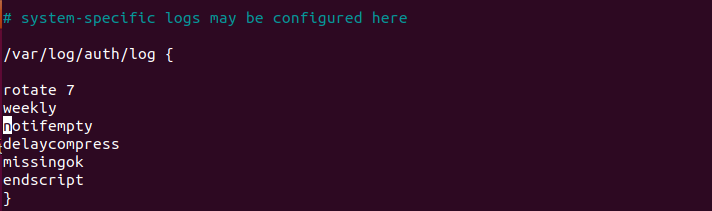 # system-specific logs may be configured here
/var/log/auth/log {
rotate 7
weekly
notifempty
delaycompress
missingok
endscript
}